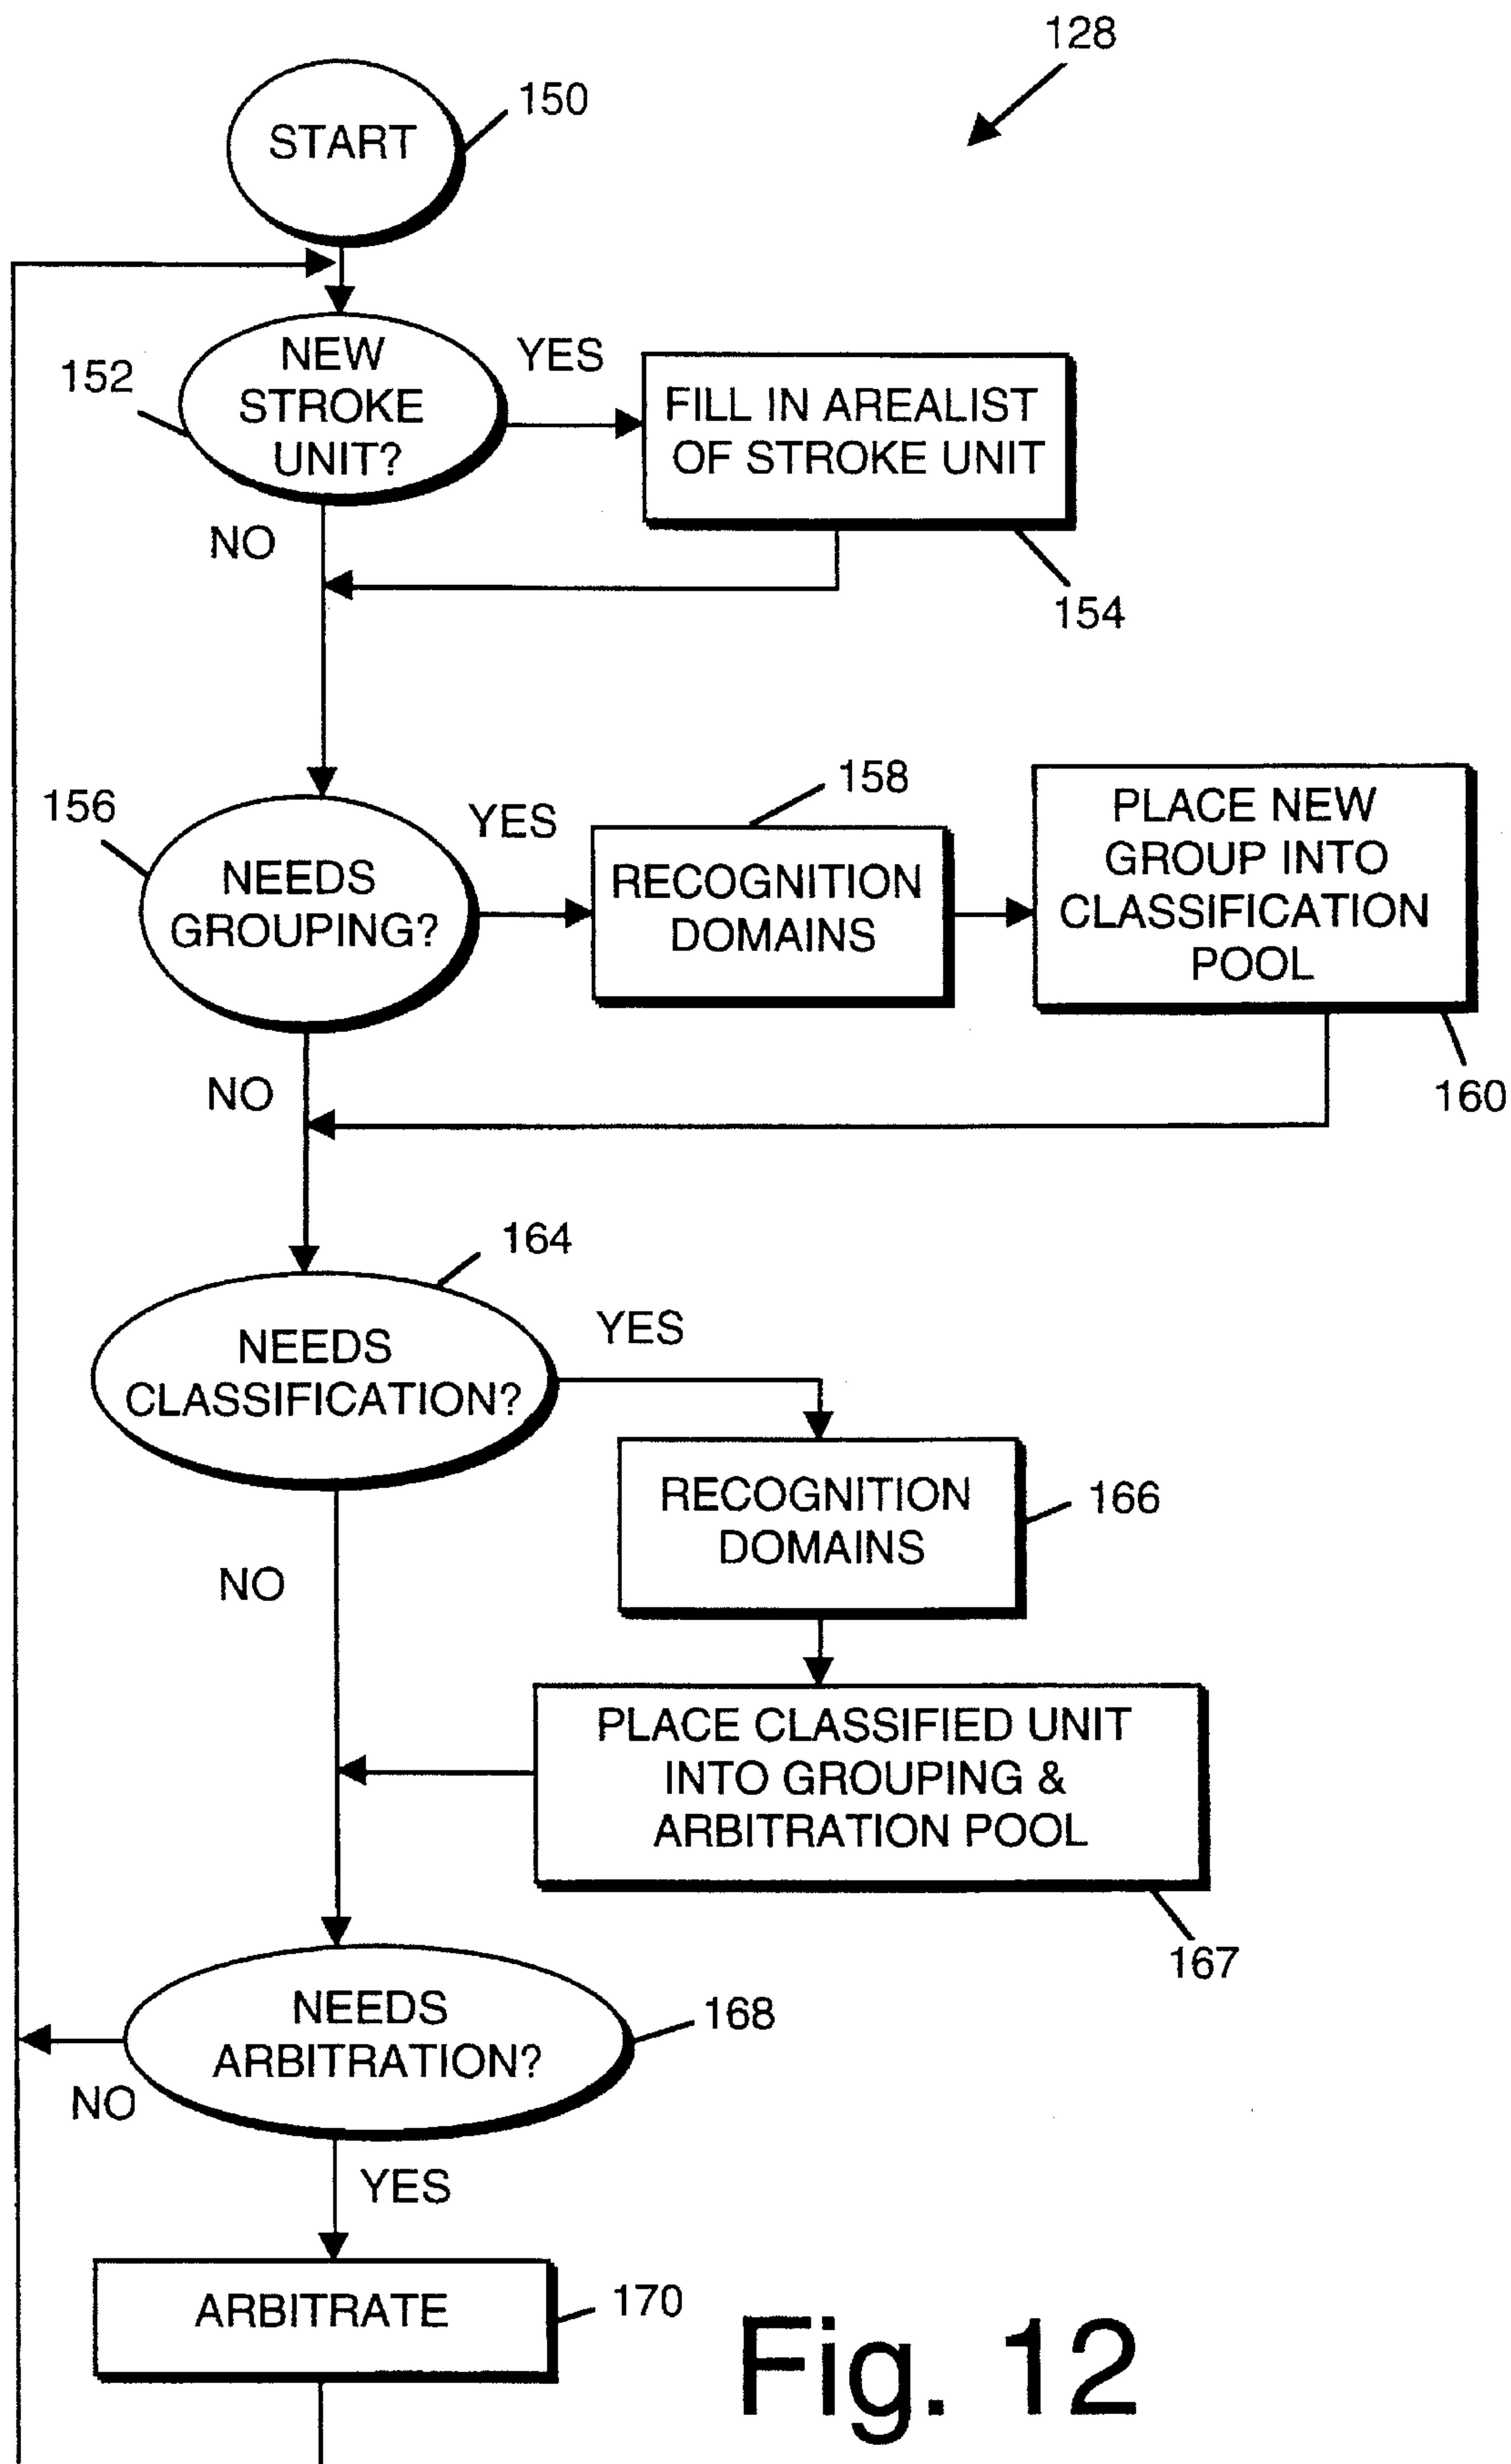 128
START
150
NEW
STROKE
UNIT?
152
YES
FILL IN AREALIST
OF STROKE UNIT
NO
154
156
NEEDS
GROUPING?
YES
158
RECOGNITION
DOMAINS
PLACE NEW
GROUP INTO
CLASSIFICATION
POOL
NO
160
164
NEEDS
CLASSIFICATION?
YES
RECOGNITION
DOMAINS
166
NO
PLACE CLASSIFIED UNIT
INTO GROUPING &
ARBITRATION POOL
167
NEEDS
ARBITRATION?
168
NO
YES
ARBITRATE
170
Fig. 12